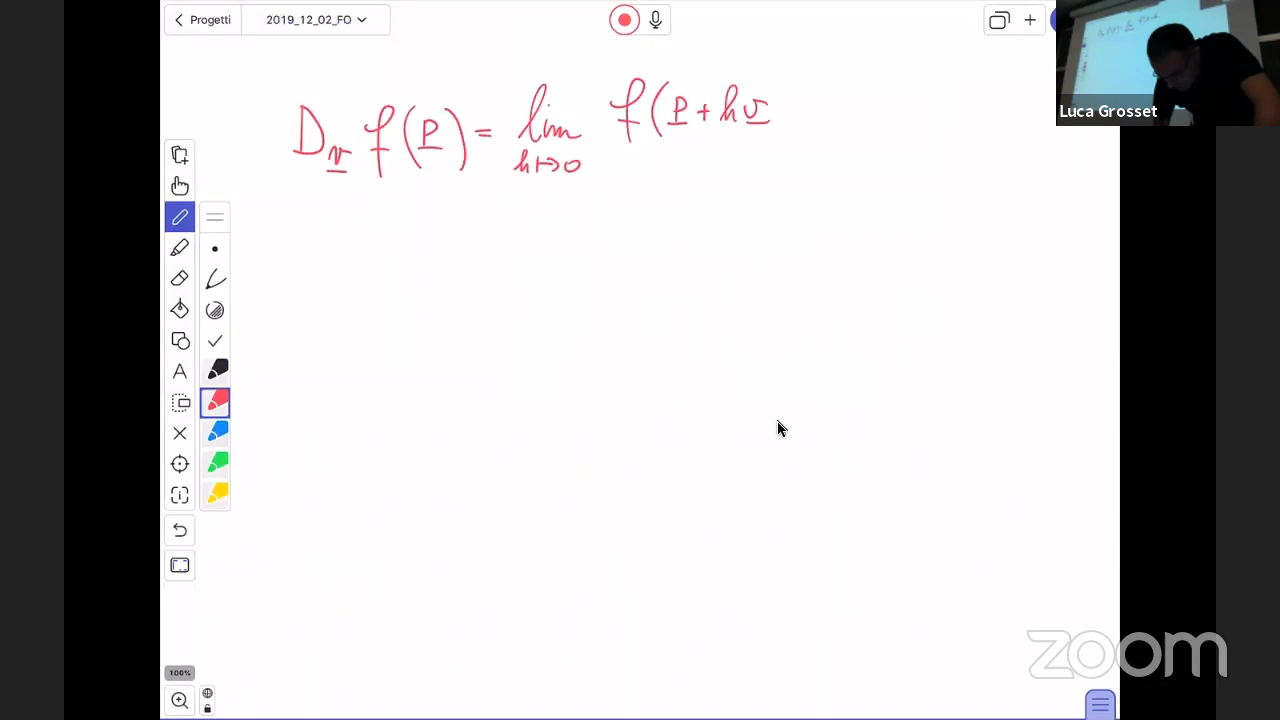 Progetti
2019_12_02_FO
Luca Grosset
D_v f(P) = lim_{h↦0} f(P + hv
A
100%
zoom